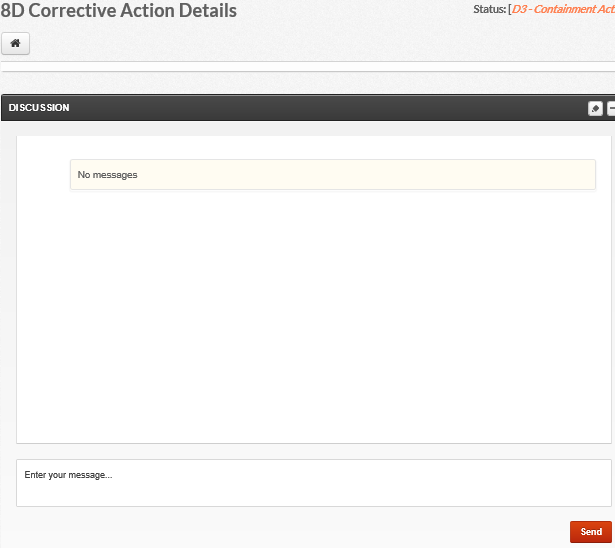 8D Corrective Action Details
Status: [D3 - Containment Act
DISCUSSION
No messages
Enter your message...
Send